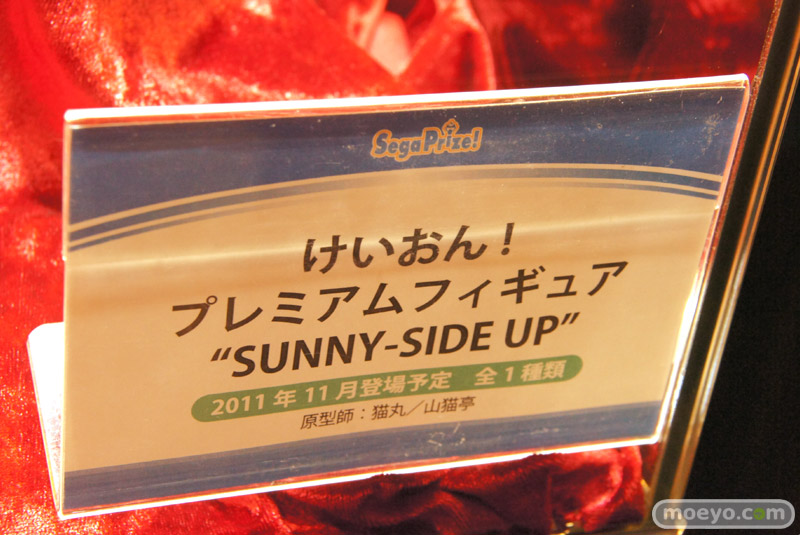 SegaPrize!
けいおん！
プレミアムフィギュア
“SUNNY-SIDE UP”
2011年11月登場予定　全1種類
原型師：猫丸／山猫亭
moeyo.com